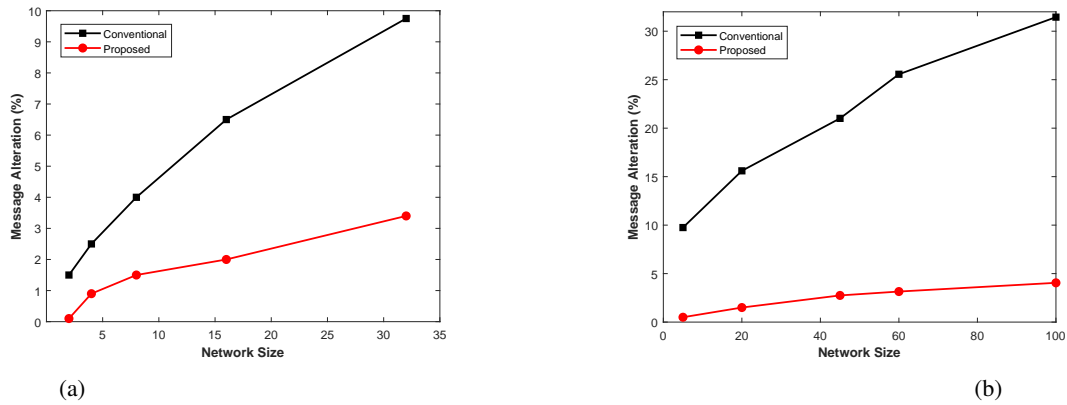 10
9
8
7
6
5
4
3
2
1
0
Message Alteration (%)
Conventional
Proposed
5 10 15 20 25 30 35
Network Size
(a)
30
25
20
15
10
5
0
Message Alteration (%)
Conventional
Proposed
0 20 40 60 80 100
Network Size
(b)